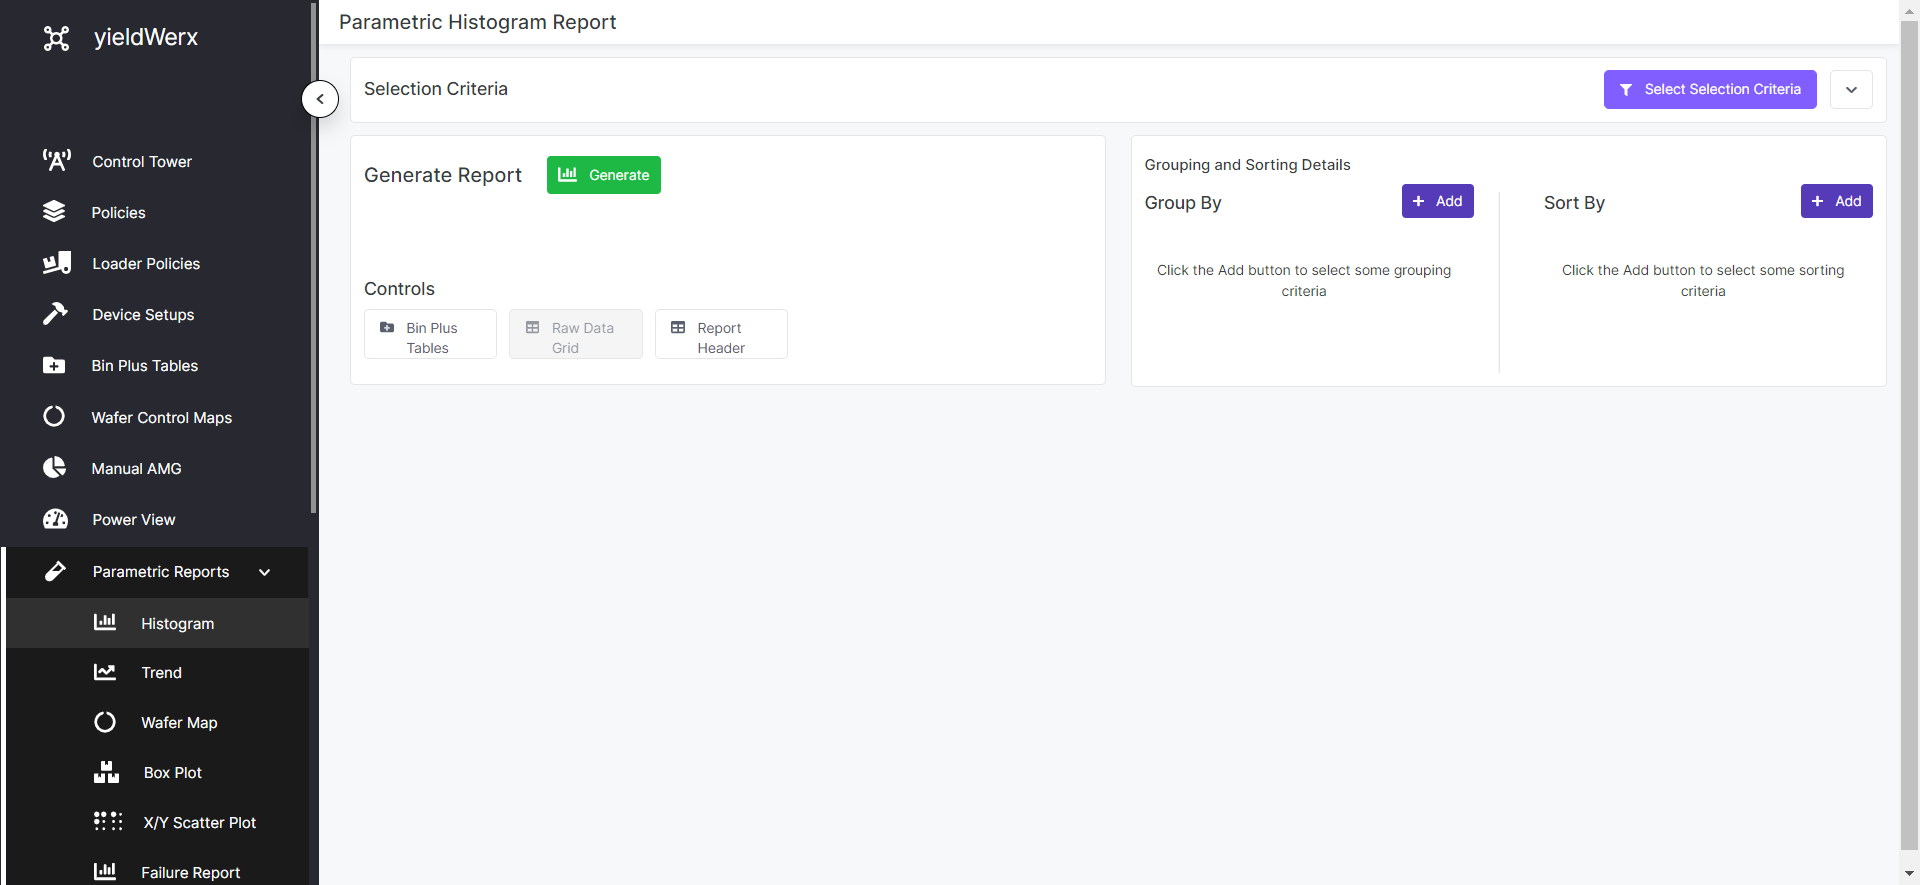 yieldWerx
Control Tower
Policies
Loader Policies
Device Setups
Bin Plus Tables
Wafer Control Maps
Manual AMG
Power View
Parametric Reports
Histogram
Trend
Wafer Map
Box Plot
X/Y Scatter Plot
Failure Report
Parametric Histogram Report
Selection Criteria
Select Selection Criteria
Generate Report
Generate
Controls
Bin Plus
Tables
Raw Data
Grid
Report
Header
Grouping and Sorting Details
Group By
Add
Click the Add button to select some grouping
criteria
Sort By
Add
Click the Add button to select some sorting
criteria